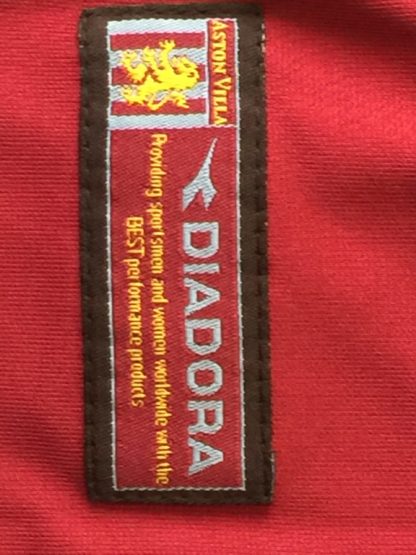 ASTON VILLA
DIADORA
Providing sportsmen and women worldwide with the
BEST performance products